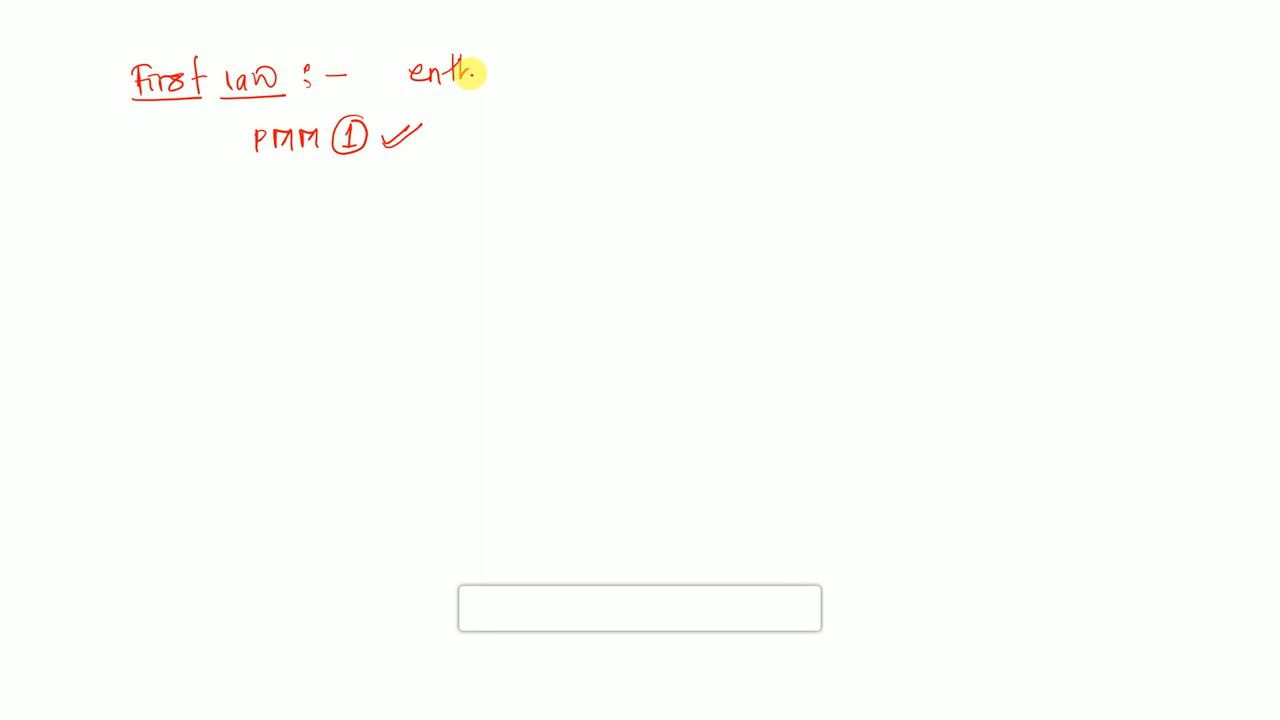 First law :- enth
PMM ①